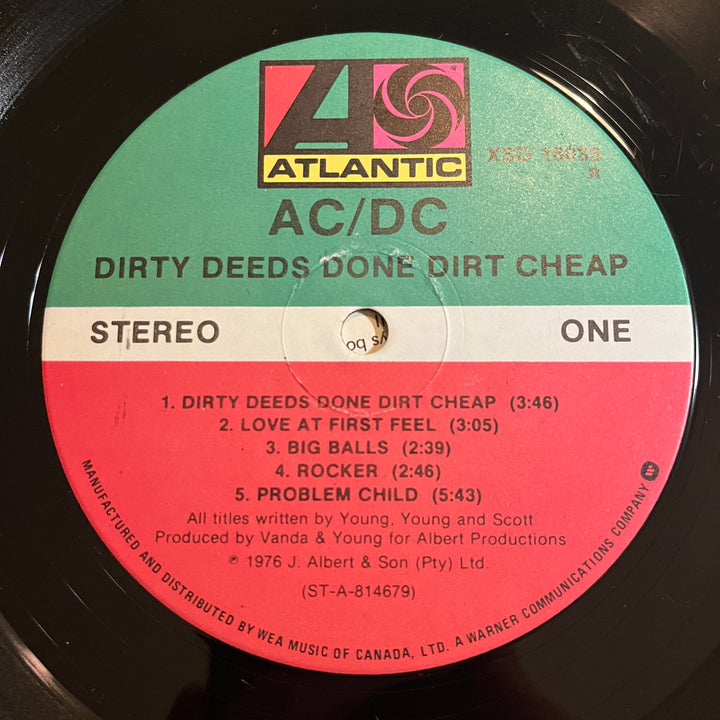 ATLANTIC
XSD 16033
R
AC/DC
DIRTY DEEDS DONE DIRT CHEAP
STEREO
ONE
ys bo
1. DIRTY DEEDS DONE DIRT CHEAP (3:46)
2. LOVE AT FIRST FEEL (3:05)
3. BIG BALLS (2:39)
4. ROCKER (2:46)
5. PROBLEM CHILD (5:43)
All titles written by Young, Young and Scott
Produced by Vanda & Young for Albert Productions
℗ 1976 J. Albert & Son (Pty) Ltd.
(ST-A-814679)
MANUFACTURED AND DISTRIBUTED BY WEA MUSIC OF CANADA, LTD. A WARNER COMMUNICATIONS COMPANY